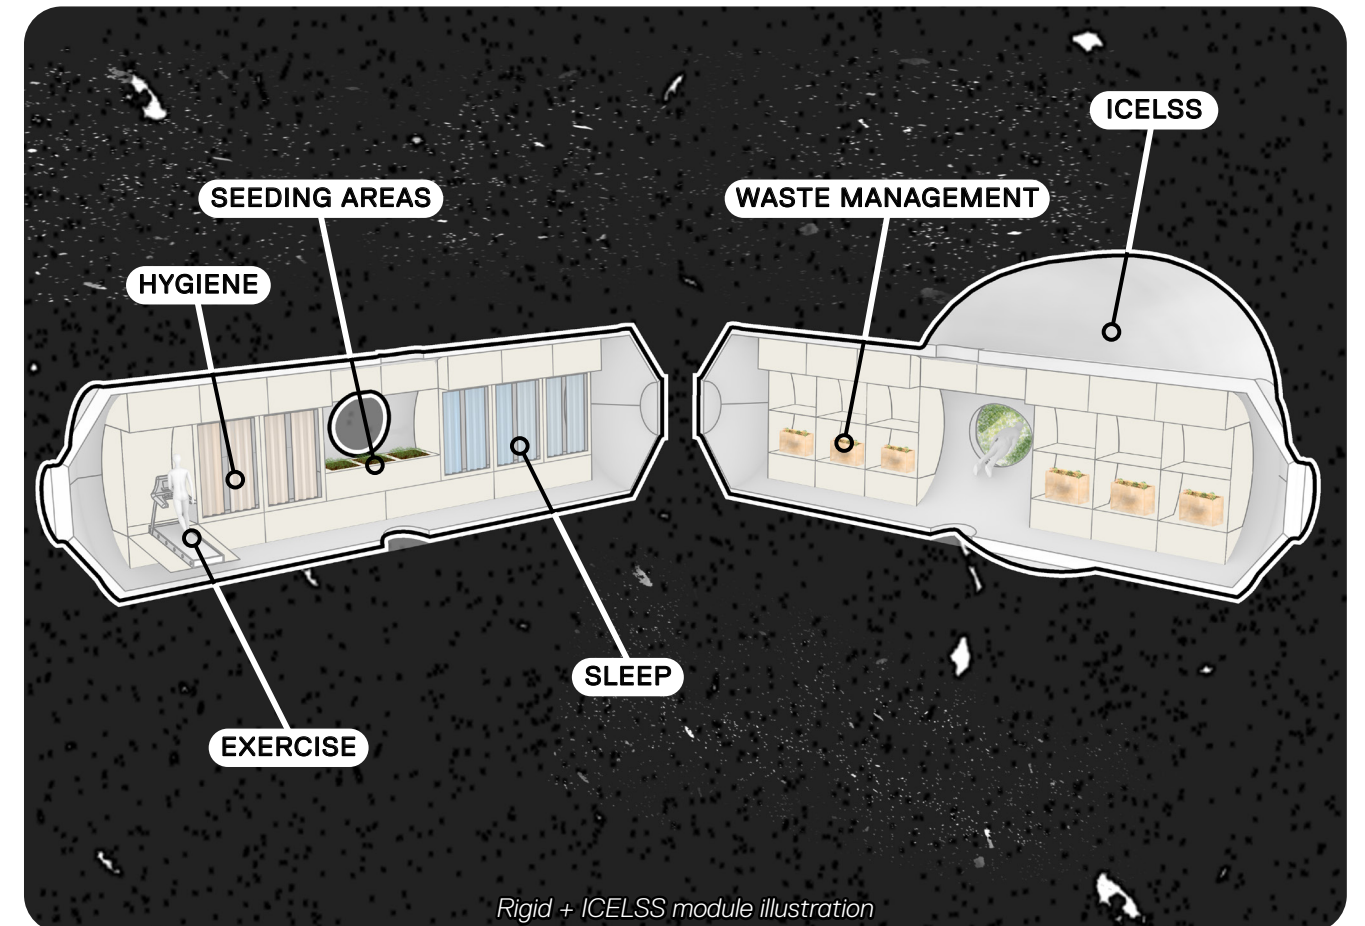 ICELSS
SEEDING AREAS
WASTE MANAGEMENT
HYGIENE
SLEEP
EXERCISE
Rigid + ICELSS module illustration